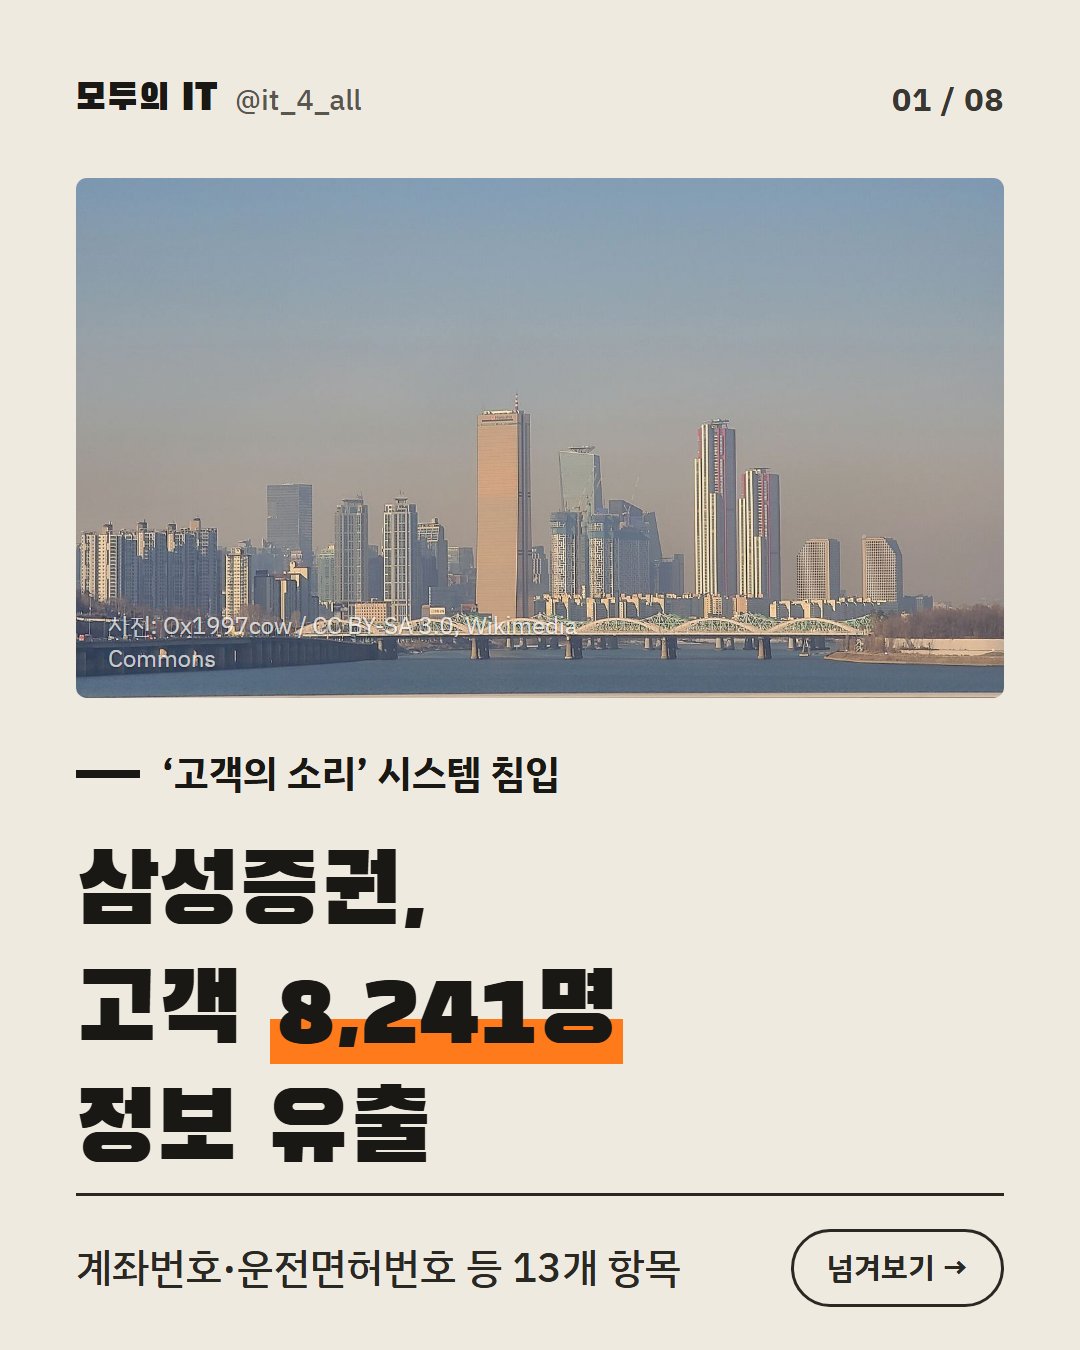 모두의 IT @it_4_all
01 / 08
사진: Ox1997cow / CC BY-SA 3.0, Wikimedia
Commons
‘고객의 소리’ 시스템 침입
삼성증권,
고객 8,241명
정보 유출
계좌번호·운전면허번호 등 13개 항목
넘겨보기 →